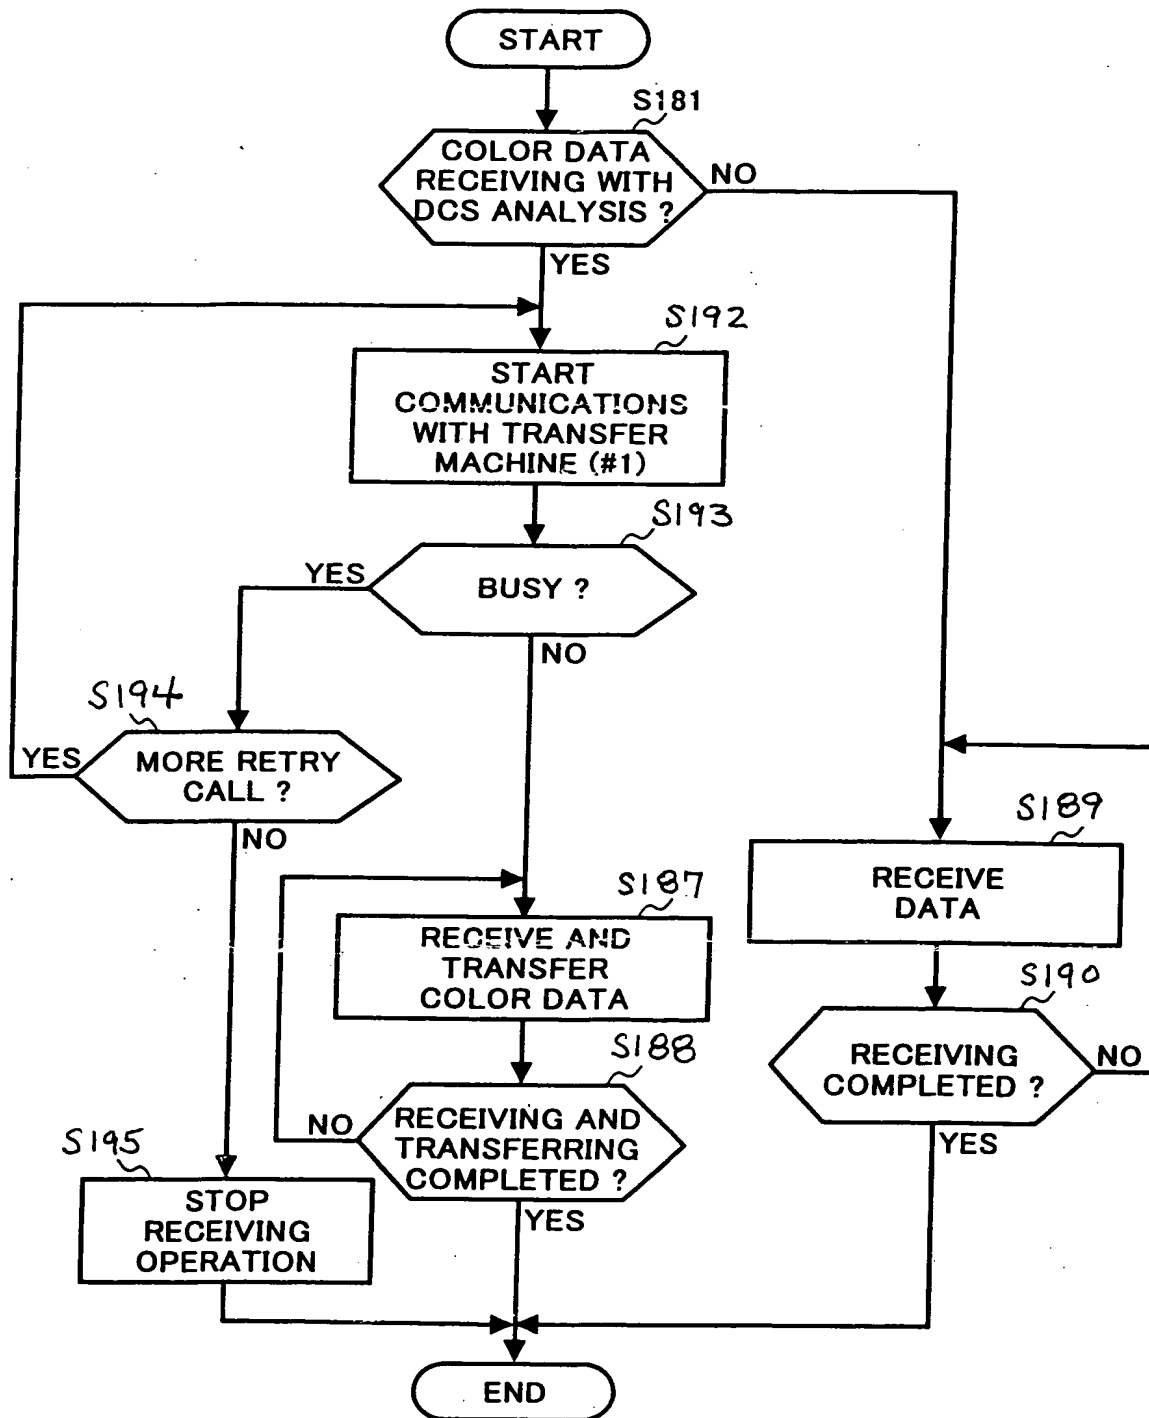 START
S181
COLOR DATA
RECEIVING WITH
DCS ANALYSIS ?
NO
YES
S192
START
COMMUNICATIONS
WITH TRANSFER
MACHINE (#1)
S193
YES
BUSY ?
NO
S194
YES
MORE RETRY
CALL ?
NO
S187
RECEIVE AND
TRANSFER
COLOR DATA
S189
RECEIVE
DATA
S190
RECEIVING
COMPLETED ?
NO
YES
S188
NO
RECEIVING AND
TRANSFERRING
COMPLETED ?
YES
S195
STOP
RECEIVING
OPERATION
END